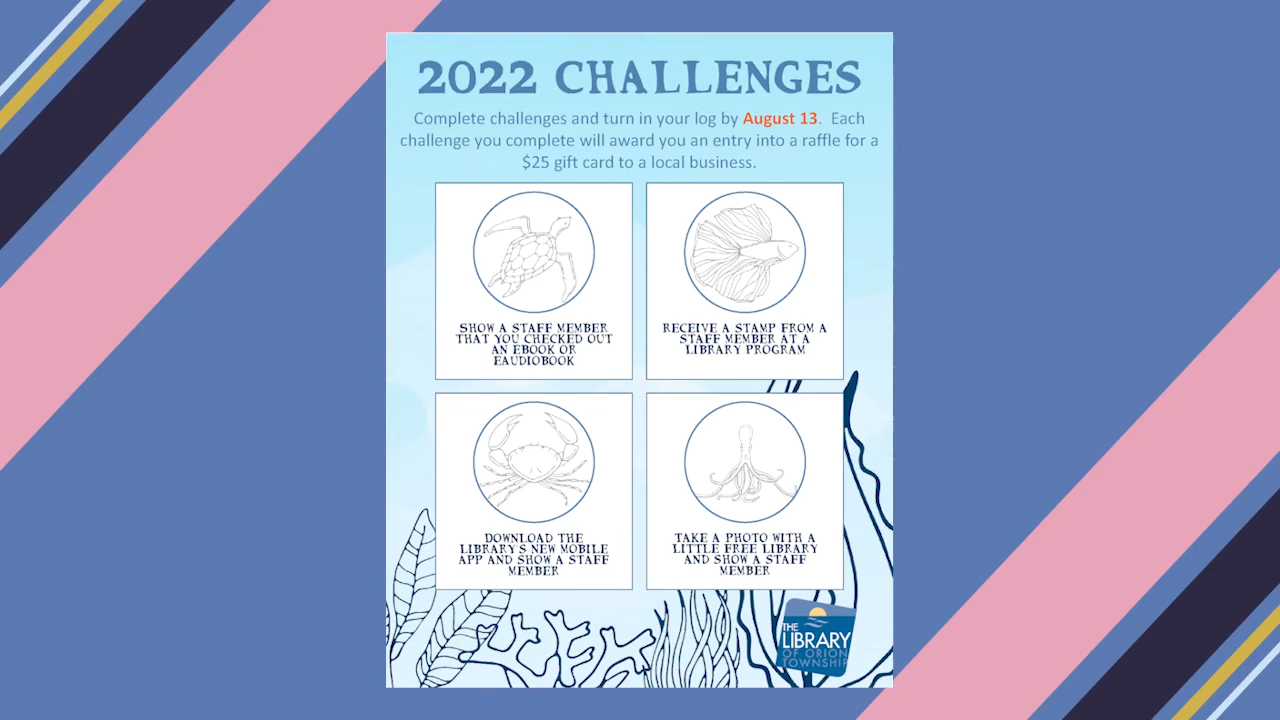 2022 CHALLENGES
Complete challenges and turn in your log by August 13. Each
challenge you complete will award you an entry into a raffle for a
$25 gift card to a local business.
SHOW A STAFF MEMBER
THAT YOU CHECKED OUT
AN EBOOK OR
EAUDIOBOOK
RECEIVE A STAMP FROM A
STAFF MEMBER AT A
LIBRARY PROGRAM
DOWNLOAD THE
LIBRARY'S NEW MOBILE
APP AND SHOW A STAFF
MEMBER
TAKE A PHOTO WITH A
LITTLE FREE LIBRARY
AND SHOW A STAFF
MEMBER
THE
LIBRARY
OF ORION
TOWNSHIP